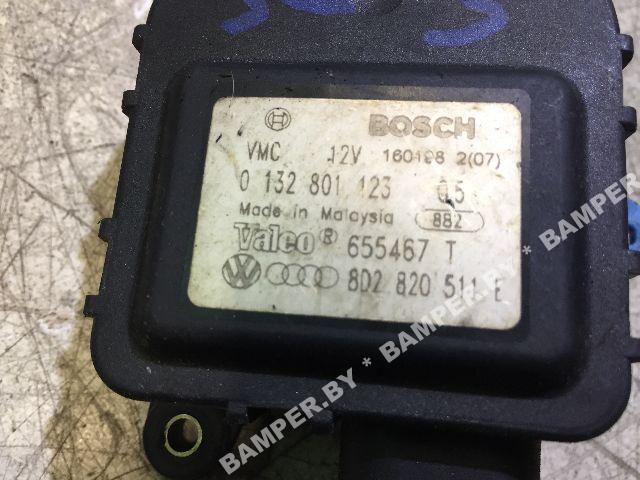 BOSCH
VMC 12V 160198 2(07)
0 132 801 123 05
Made in Malaysia 882
Valeo® 655467 T
8D2 820 511 E
BAMPER.BY * BAMPER.BY * BAMPER.BY